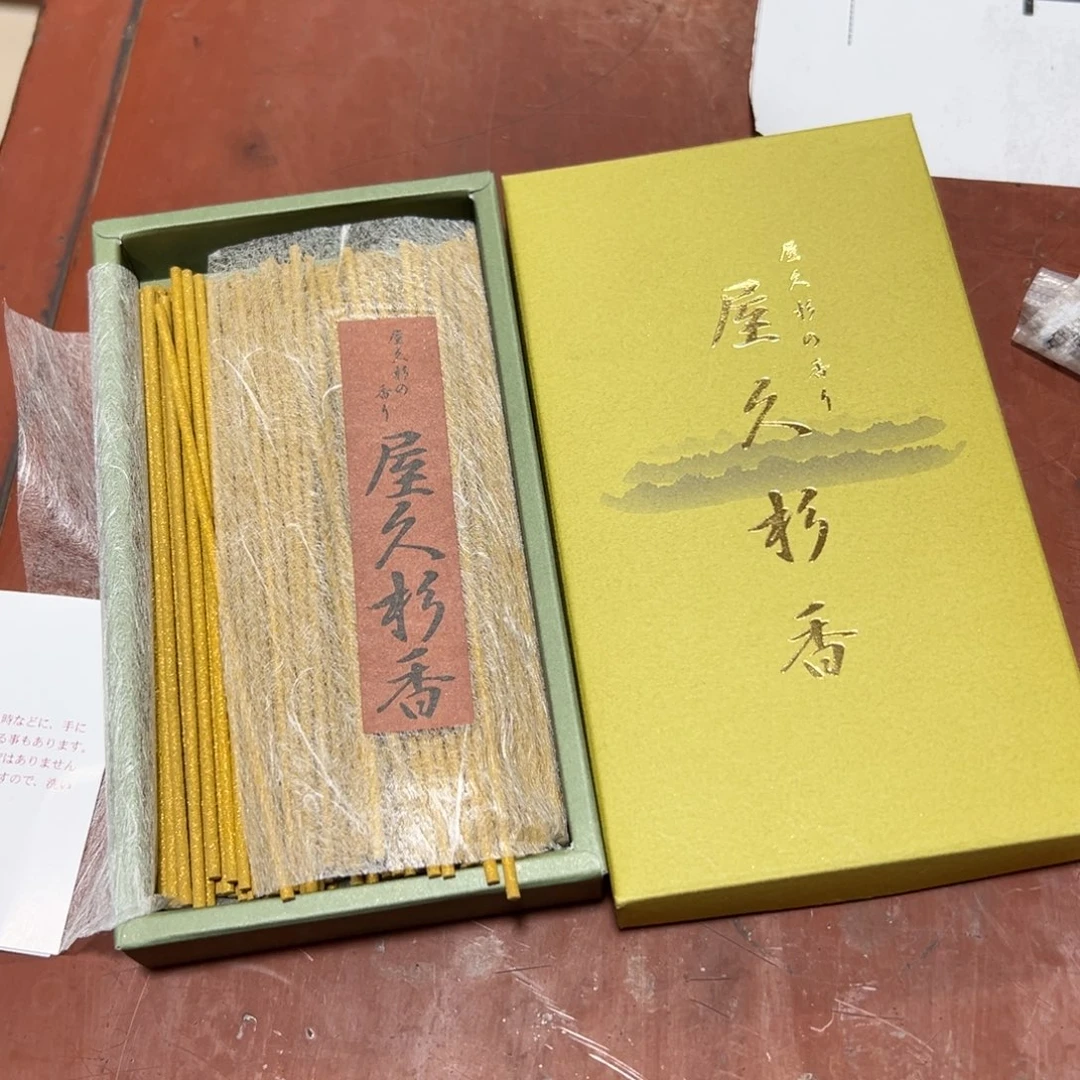 屋久杉の香り
屋久杉香
屋久杉の香り
屋久杉香
時などに、手に
る事もあります。
はありません
すので、洗い